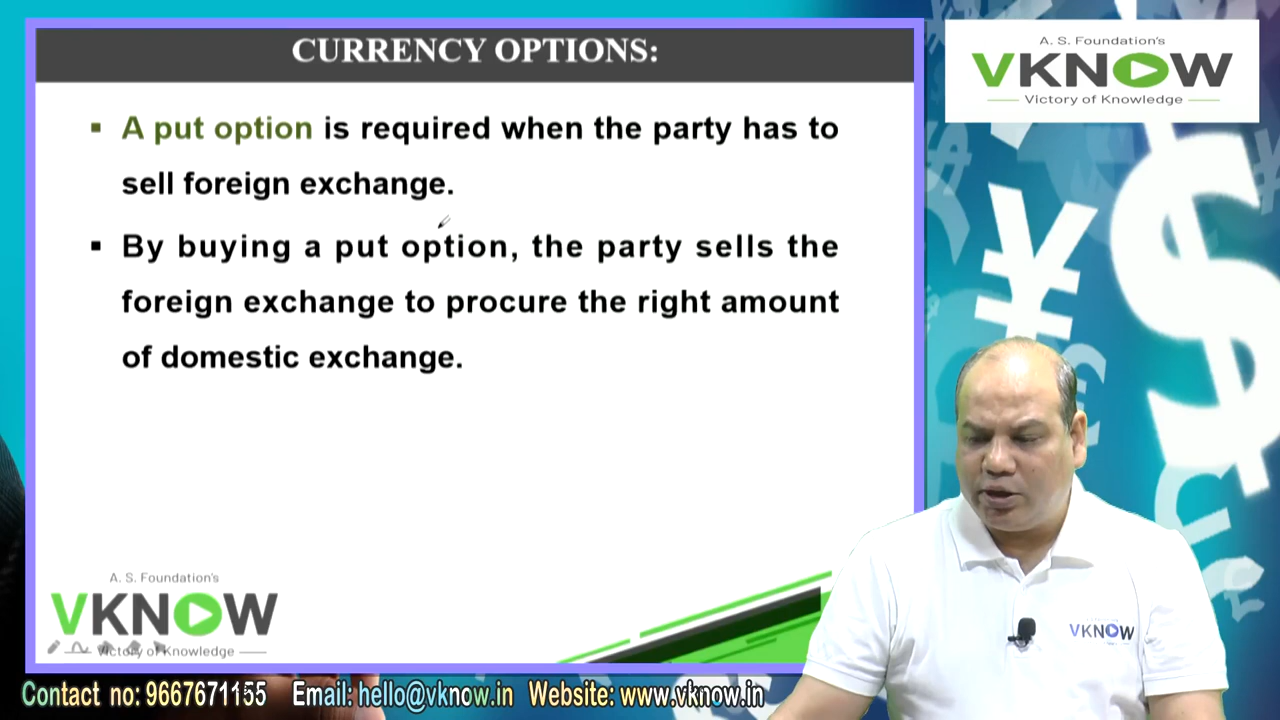 CURRENCY OPTIONS:
▪ A put option is required when the party has to
sell foreign exchange.
▪ By buying a put option, the party sells the
foreign exchange to procure the right amount
of domestic exchange.
A. S. Foundation's
VKNOW
Victory of Knowledge
A. S. Foundation's
VKNOW
Victory of Knowledge
VKNOW
Contact no: 9667671155 Email: hello@vknow.in Website: www.vknow.in